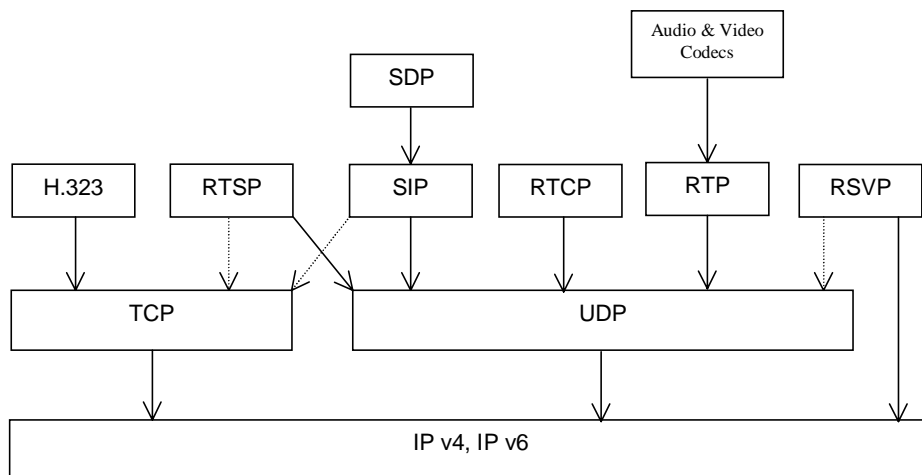 Audio & Video
Codecs
SDP
H.323
RTSP
SIP
RTCP
RTP
RSVP
TCP
UDP
IP v4, IP v6